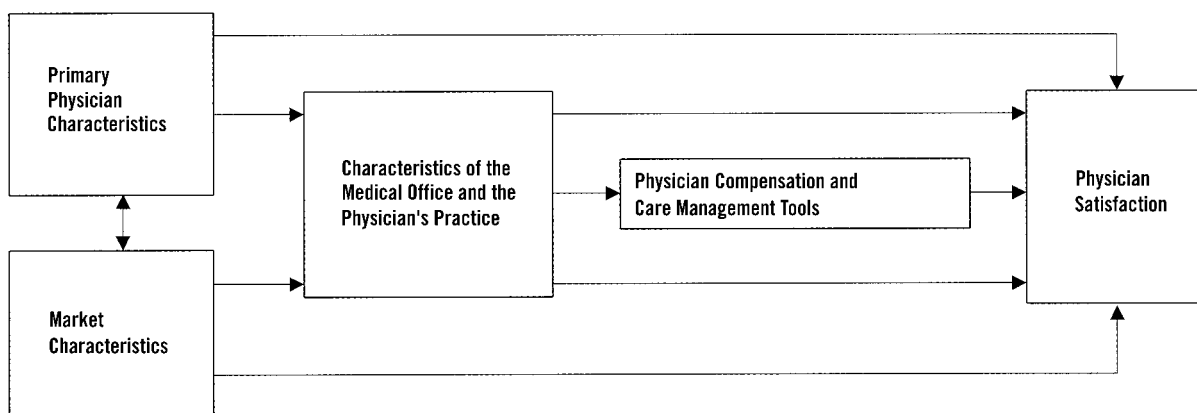 Primary
Physician
Characteristics
Characteristics of the
Medical Office and the
Physician's Practice
Physician Compensation and
Care Management Tools
Physician
Satisfaction
Market
Characteristics